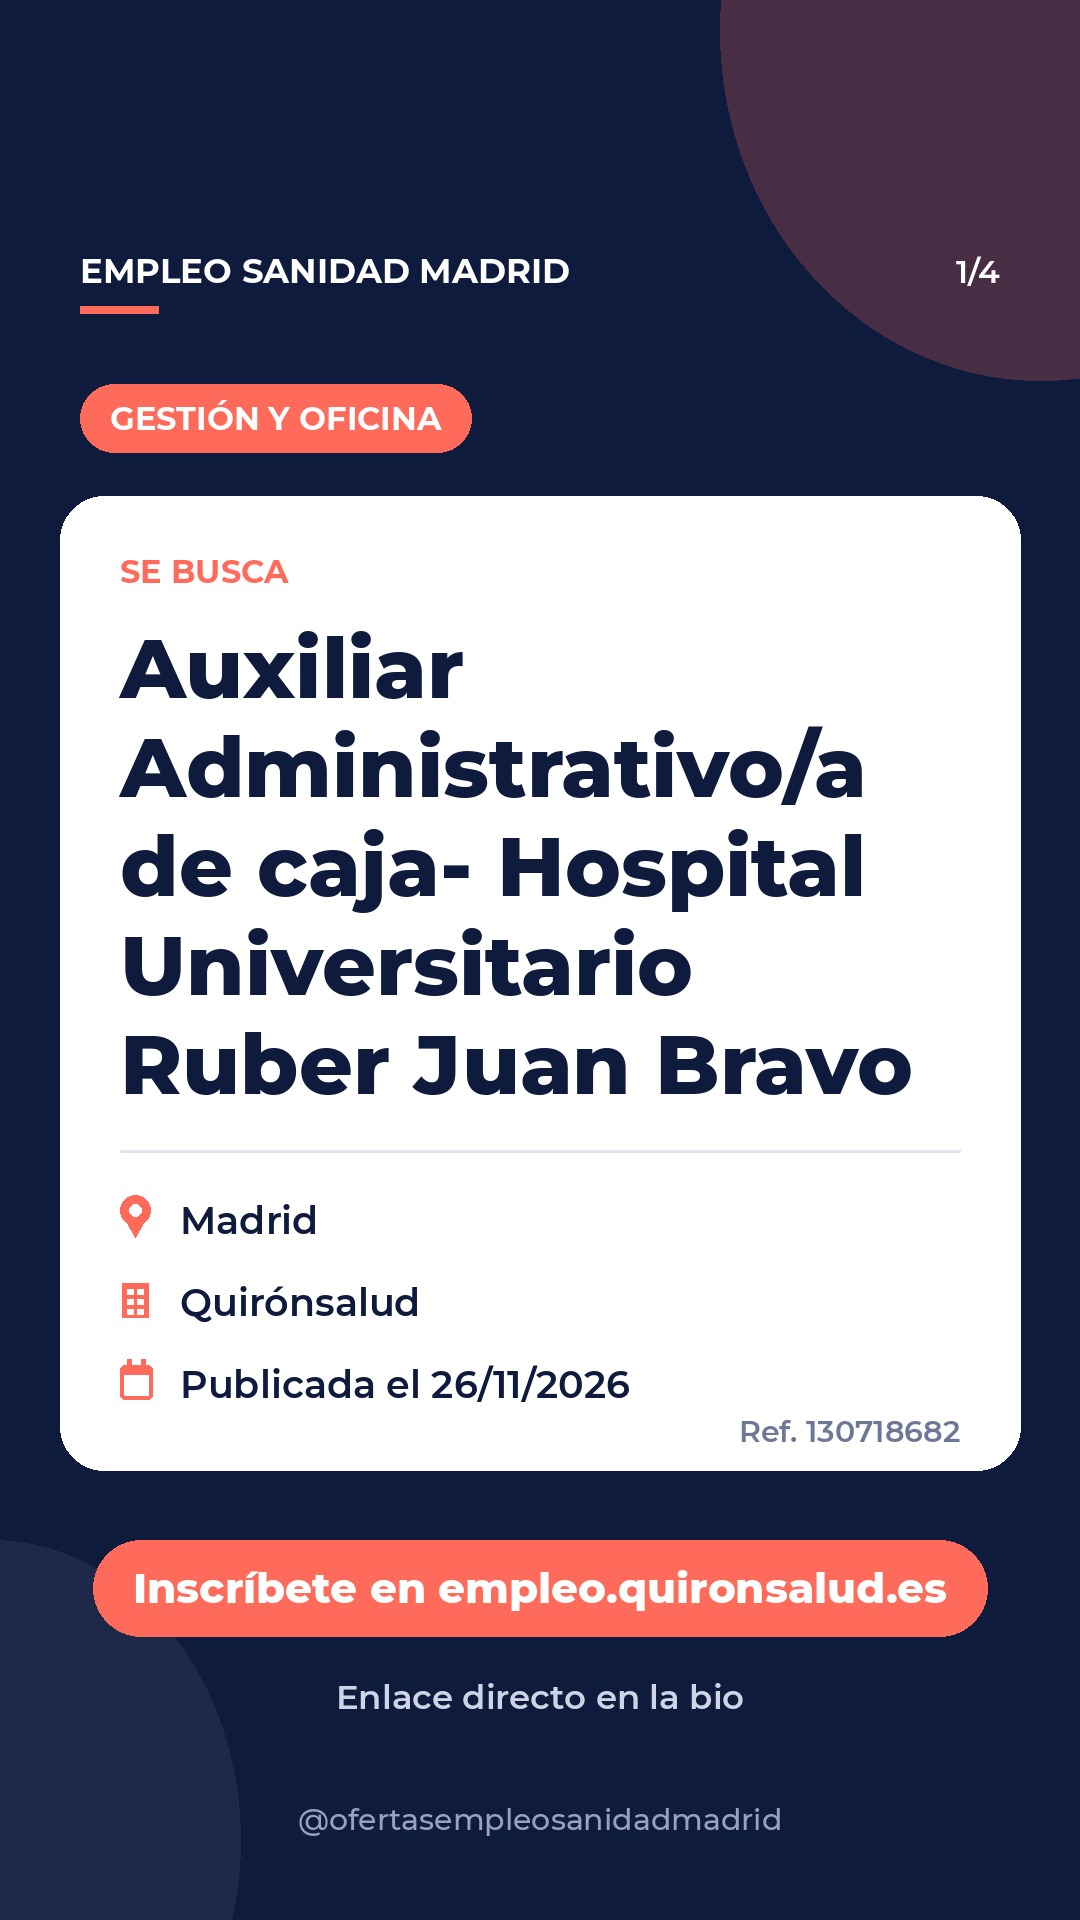 EMPLEO SANIDAD MADRID
1/4
GESTIÓN Y OFICINA
SE BUSCA
Auxiliar
Administrativo/a
de caja- Hospital
Universitario
Ruber Juan Bravo
Madrid
Quirónsalud
Publicada el 26/11/2026
Ref. 130718682
Inscríbete en empleo.quironsalud.es
Enlace directo en la bio
@ofertasempleosanidadmadrid